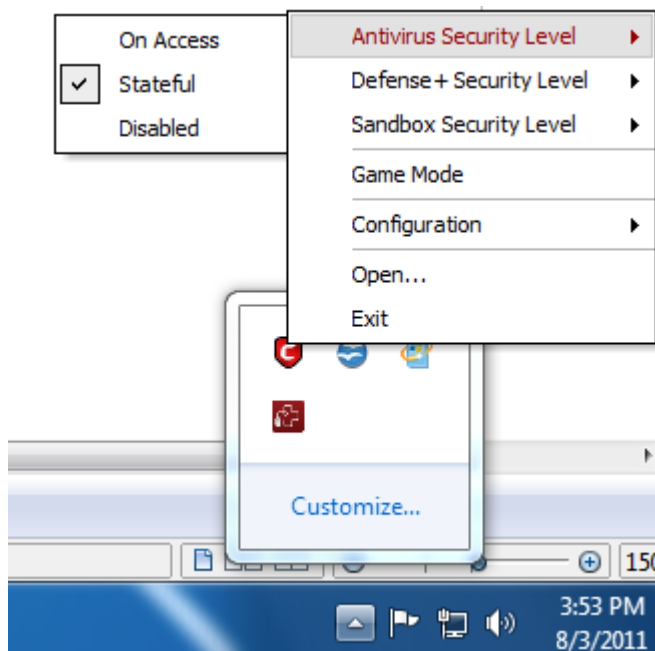 On Access
Stateful
Disabled
Antivirus Security Level
Defense+ Security Level
Sandbox Security Level
Game Mode
Configuration
Open...
Exit
Customize...
150
3:53 PM
8/3/2011